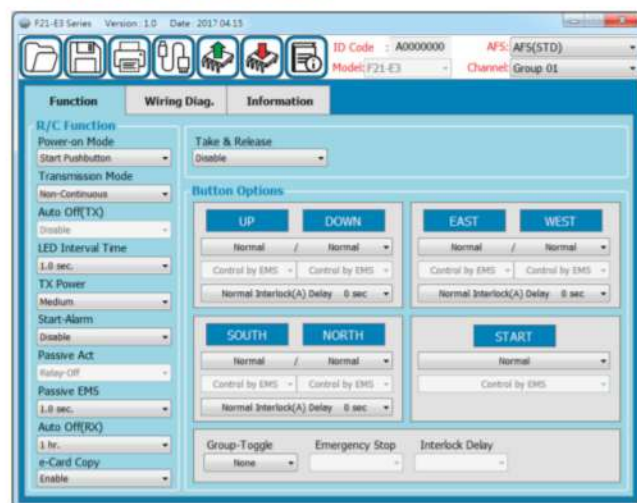 F21-E3 Series Version : 1.0 Date : 2017.04.15
ID Code : A0000000 AFS: AFS(STD)
Model: F21-E3 Channel: Group 01
Function Wiring Diag. Information
R/C Function
Power-on Mode
Start Pushbutton
Transmission Mode
Non-Continuous
Auto Off(TX)
Disable
LED Interval Time
1.0 sec.
TX Power
Medium
Start-Alarm
Disable
Passive Act
Relay-Off
Passive EMS
1.0 sec.
Auto Off(RX)
1 hr.
e-Card Copy
Enable
Take & Release
Disable
Button Options
UP DOWN
Normal / Normal
Control by EMS Control by EMS
Normal Interlock(A) Delay 0 sec
EAST WEST
Normal / Normal
Control by EMS Control by EMS
Normal Interlock(A) Delay 0 sec
SOUTH NORTH
Normal / Normal
Control by EMS Control by EMS
Normal Interlock(A) Delay 0 sec
START
Normal
Control by EMS
Group-Toggle Emergency Stop Interlock Delay
None